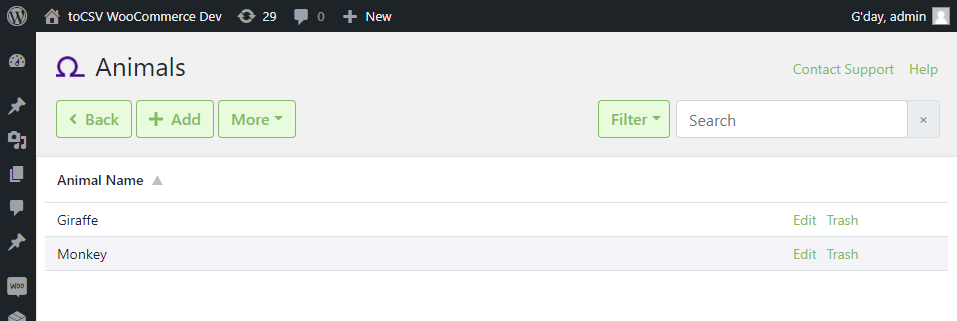 toCSV WooCommerce Dev 29 0 New G'day, admin
Ω Animals
Contact Support Help
Back Add More Filter Search ×
Animal Name
Giraffe Edit Trash
Monkey Edit Trash
Woo